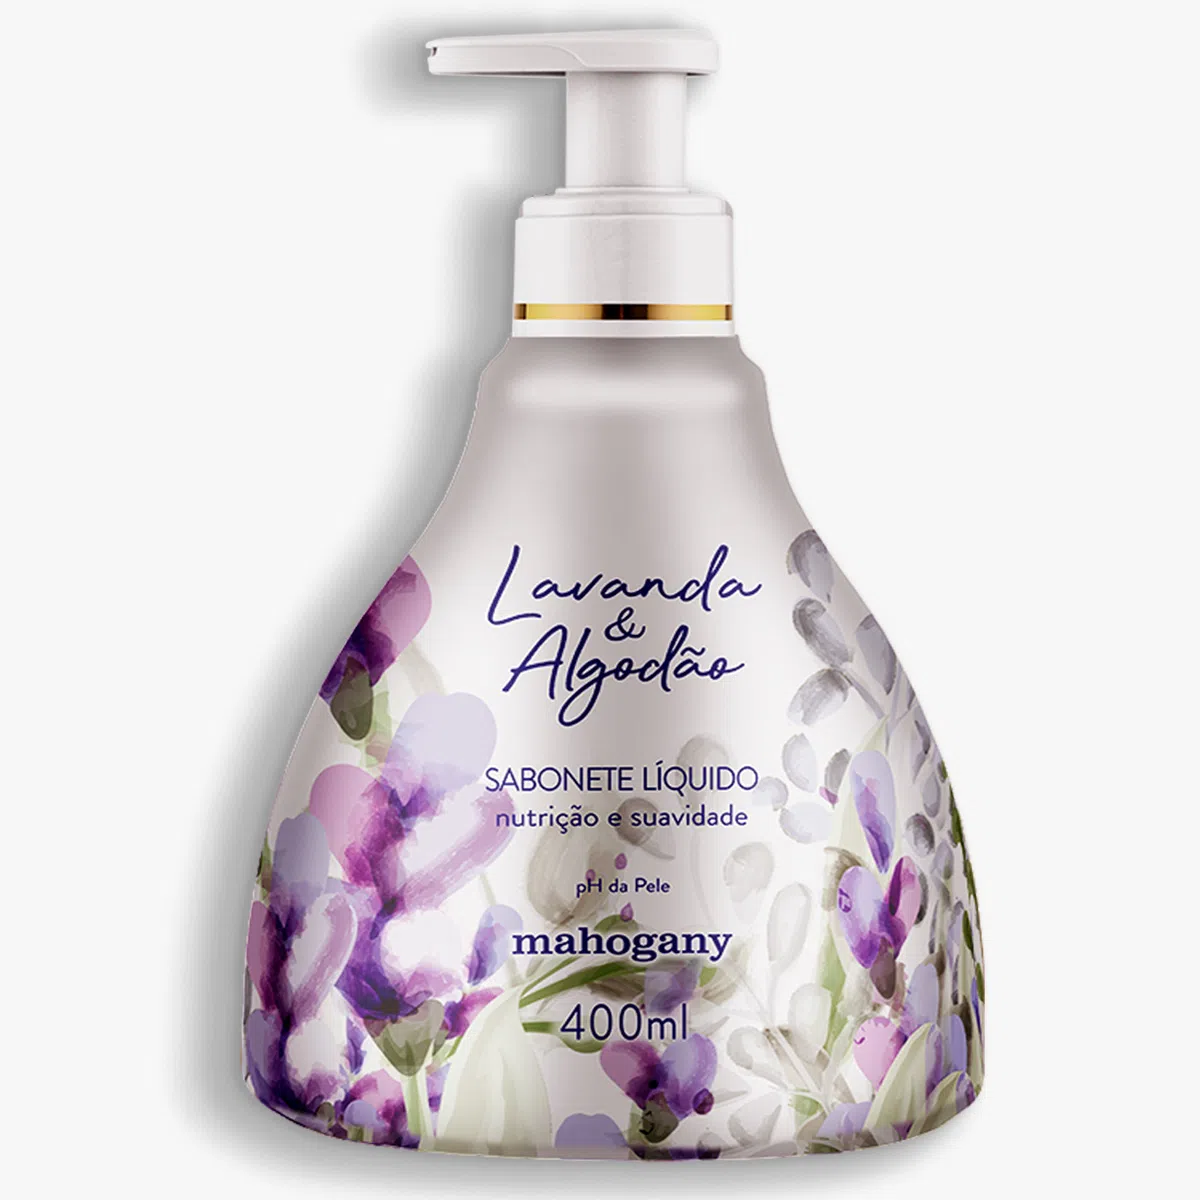 Lavanda
&
Algodão
SABONETE LÍQUIDO
nutrição e suavidade
pH da Pele
mahogany
400ml